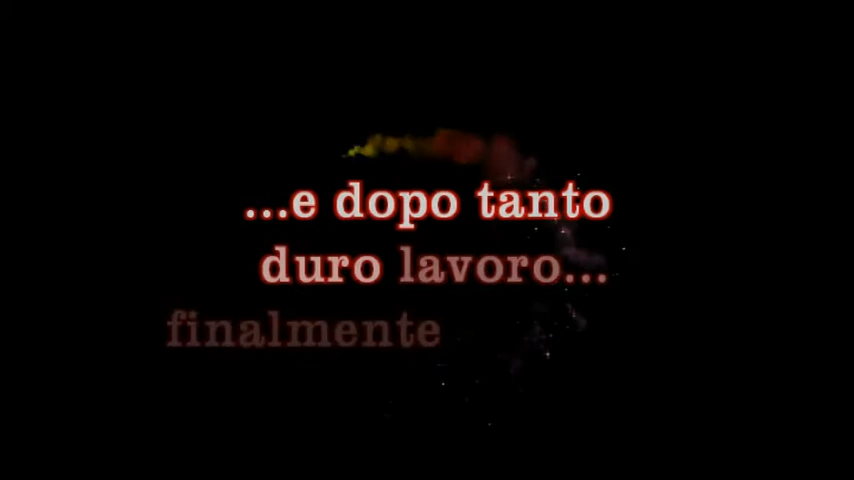 ...e dopo tanto
duro lavoro...
finalmente